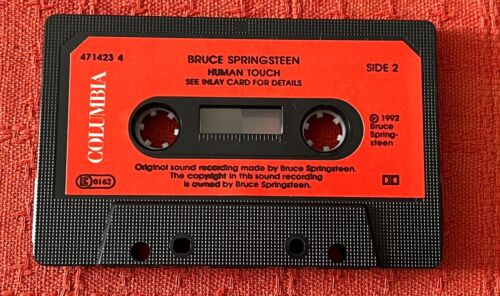 471423 4
BRUCE SPRINGSTEEN
HUMAN TOUCH
SEE INLAY CARD FOR DETAILS
SIDE 2
COLUMBIA
℗ 1992
Bruce
Spring-
steen
Original sound recording made by Bruce Springsteen.
The copyright in this sound recording
is owned by Bruce Springsteen.
0162